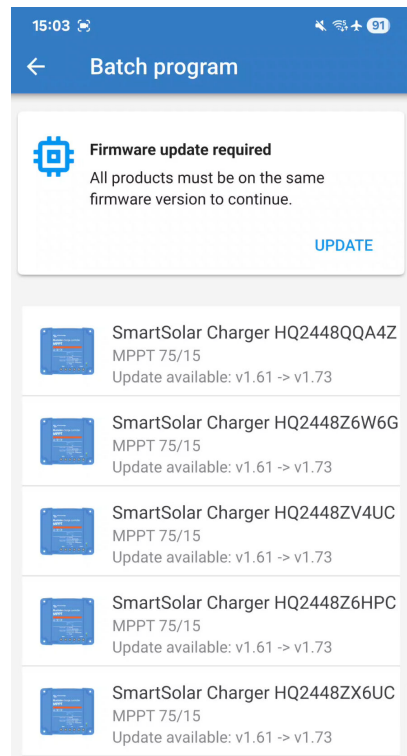 15:03
91
Batch program
Firmware update required
All products must be on the same
firmware version to continue.
UPDATE
SmartSolar Charger HQ2448QQA4Z
MPPT 75/15
Update available: v1.61 -> v1.73
SmartSolar Charger HQ2448Z6W6G
MPPT 75/15
Update available: v1.61 -> v1.73
SmartSolar Charger HQ2448ZV4UC
MPPT 75/15
Update available: v1.61 -> v1.73
SmartSolar Charger HQ2448Z6HPC
MPPT 75/15
Update available: v1.61 -> v1.73
SmartSolar Charger HQ2448ZX6UC
MPPT 75/15
Update available: v1.61 -> v1.73